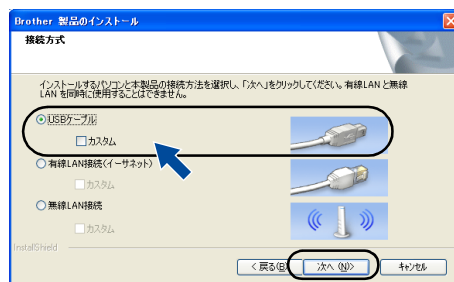 Brother 製品のインストール
接続方式
インストールするパソコンと本製品の接続方法を選択し、「次へ」をクリックしてください。有線LAN と無線
LAN を同時に使用することはできません。
USBケーブル
カスタム
有線LAN接続(イーサネット)
カスタム
無線LAN接続
カスタム
InstallShield
< 戻る(B) 次へ (N)> キャンセル